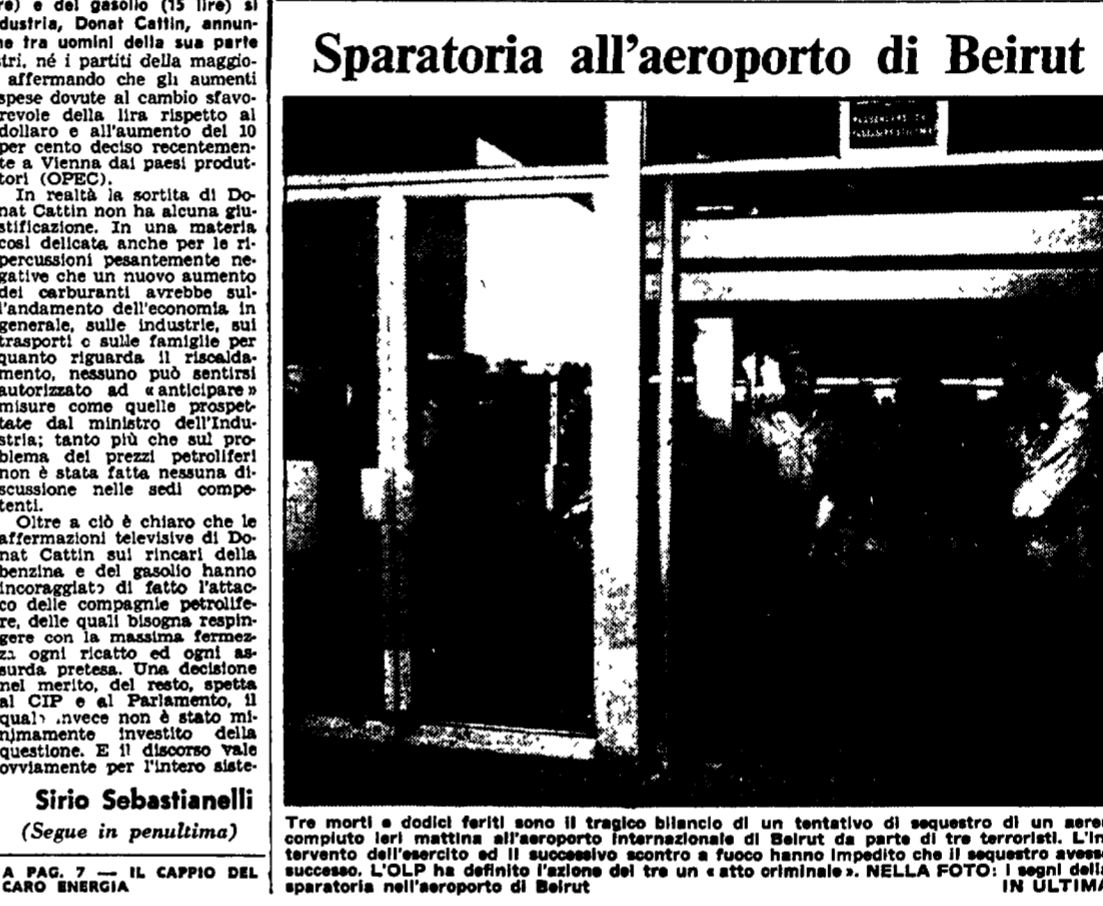 re) e del gasolio (15 lire) si
dustria, Donat Cattin, annun-
ne tra uomini della sua parte
stri, né i partiti della maggio-
affermando che gli aumenti
spese dovute al cambio sfavo-
revole della lira rispetto al
dollaro e all'aumento del 10
per cento deciso recentemen-
te a Vienna dai paesi produt-
tori (OPEC).
In realtà la sortita di Do-
nat Cattin non ha alcuna giu-
stificazione. In una materia
così delicata anche per le ri-
percussioni pesantemente ne-
gative che un nuovo aumento
dei carburanti avrebbe sul-
l'andamento dell'economia in
generale, sulle industrie, sui
trasporti e sulle famiglie per
quanto riguarda il riscalda-
mento, nessuno può sentirsi
autorizzato ad «anticipare»
misure come quelle prospet-
tate dal ministro dell'Indu-
stria; tanto più che sul pro-
blema dei prezzi petroliferi
non è stata fatta nessuna di-
scussione nelle sedi compe-
tenti.
Oltre a ciò è chiaro che le
affermazioni televisive di Do-
nat Cattin sui rincari della
benzina e del gasolio hanno
incoraggiato di fatto l'attac-
co delle compagnie petrolife-
re, delle quali bisogna respin-
gere con la massima fermez-
za ogni ricatto ed ogni as-
surda pretesa. Una decisione
nel merito, del resto, spetta
al CIP e al Parlamento, il
quale invece non è stato mi-
nimamente investito della
questione. E il discorso vale
ovviamente per l'intero siste-
Sirio Sebastianelli
(Segue in penultima)
A PAG. 7 — IL CAPPIO DEL
CARO ENERGIA
Sparatoria all'aeroporto di Beirut
Tre morti e dodici feriti sono il tragico bilancio di un tentativo di sequestro di un aereo
compiuto ieri mattina all'aeroporto internazionale di Beirut da parte di tre terroristi. L'in-
tervento dell'esercito ed il successivo scontro a fuoco hanno impedito che il sequestro avesse
successo. L'OLP ha definito l'azione dei tre un «atto criminale». NELLA FOTO: i segni della
sparatoria nell'aeroporto di Beirut
IN ULTIMA